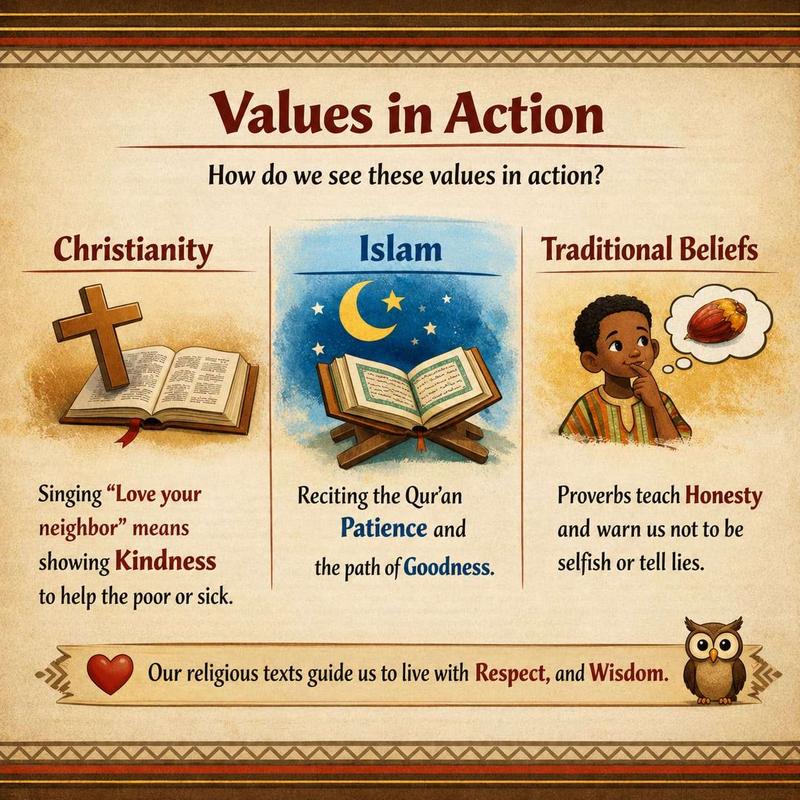 Values in Action
How do we see these values in action?
Christianity
Singing “Love your
neighbor” means
showing Kindness
to help the poor or sick.
Islam
Reciting the Qur’an
Patience and
the path of Goodness.
Traditional Beliefs
Proverbs teach Honesty
and warn us not to be
selfish or tell lies.
Our religious texts guide us to live with Respect, and Wisdom.